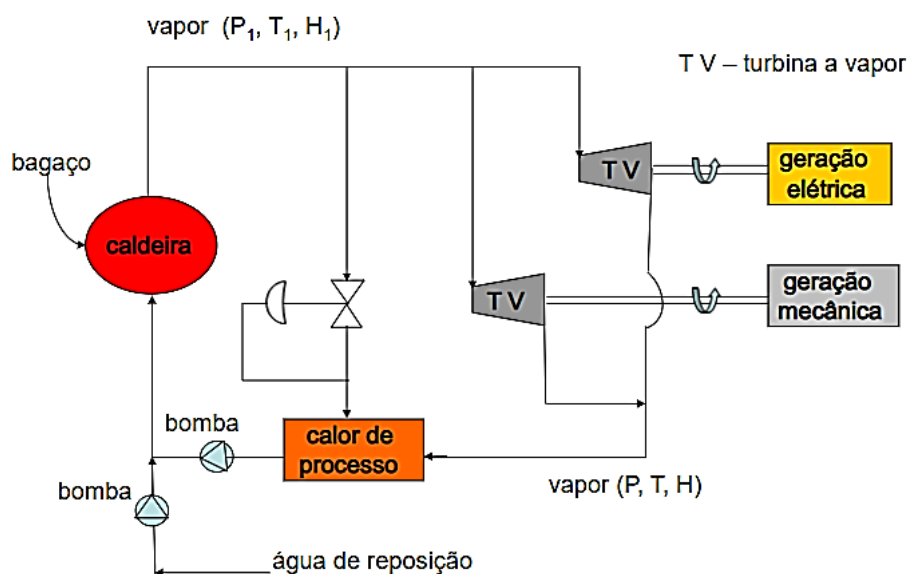 vapor (P₁, T₁, H₁)
T V – turbina a vapor
bagaço
caldeira
T V
geração
elétrica
T V
geração
mecânica
bomba
calor de
processo
bomba
vapor (P, T, H)
água de reposição